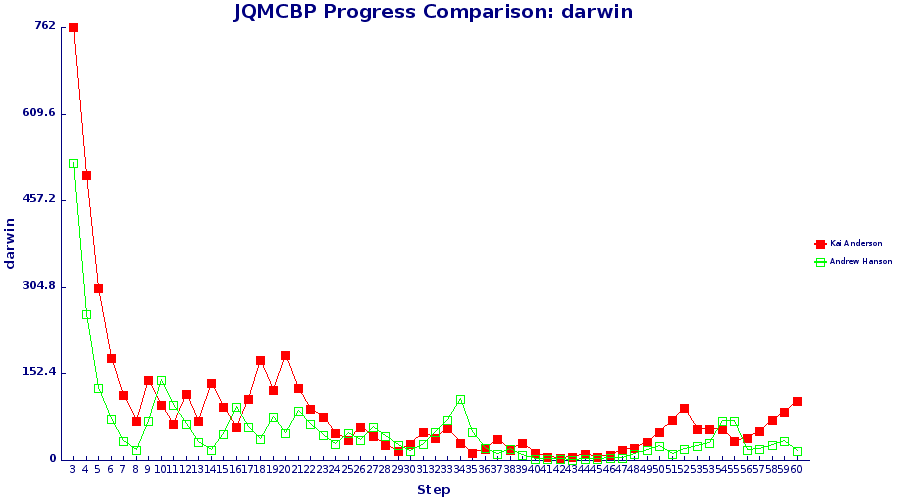 JQMCBP Progress Comparison: darwin
762
609.6
457.2
304.8
152.4
0
darwin
3 4 5 6 7 8 9 10 11 12 13 14 15 16 17 18 19 20 21 22 23 24 25 26 27 28 29 30 31 32 33 34 35 36 37 38 39 40 41 42 43 44 45 46 47 48 49 50 51 52 53 54 55 56 57 58 59 60
Step
Kai Anderson
Andrew Hanson